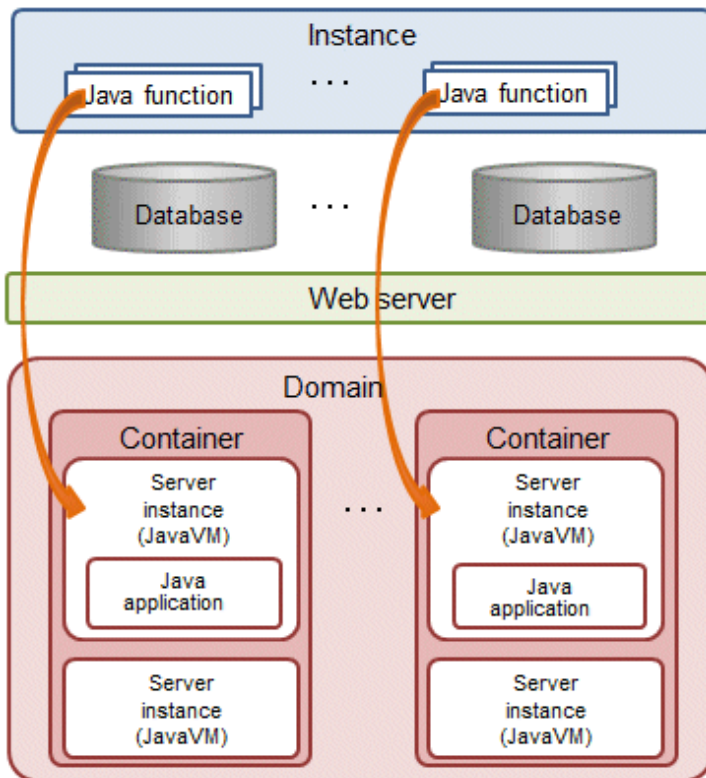 Instance
Java function
...
Java function
Database
...
Database
Web server
Domain
Container
Server
instance
(JavaVM)
Java
application
Server
instance
(JavaVM)
...
Container
Server
instance
(JavaVM)
Java
application
Server
instance
(JavaVM)